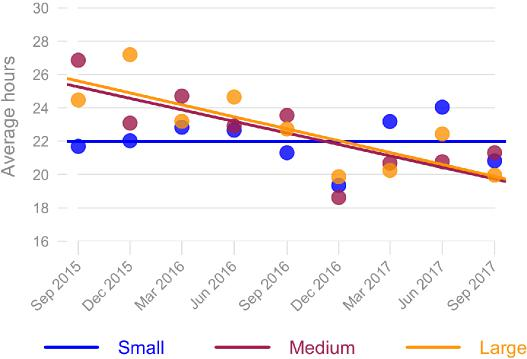 Average hours
30
28
26
24
22
20
18
16
Sep 2015
Dec 2015
Mar 2016
Jun 2016
Sep 2016
Dec 2016
Mar 2017
Jun 2017
Sep 2017
Small Medium Large